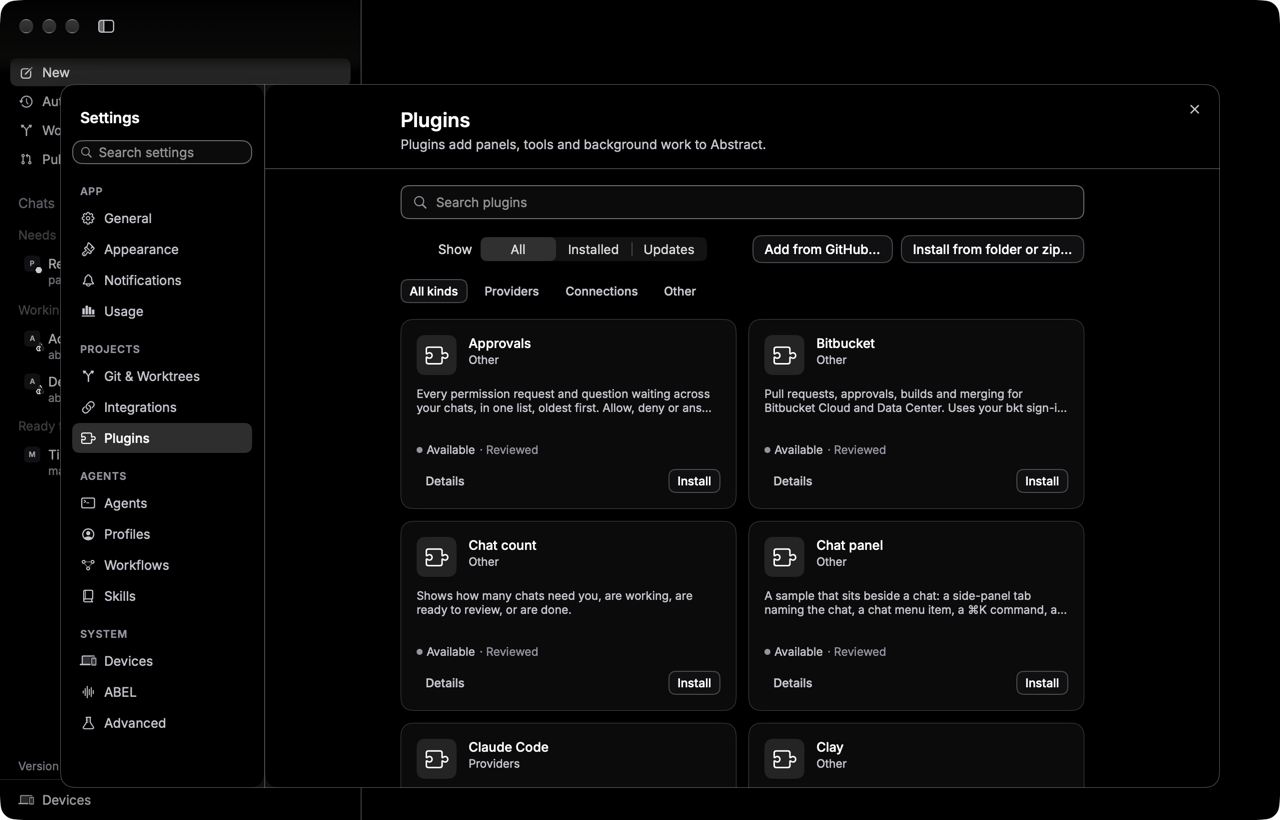 New
Settings
Search settings
APP
General
Appearance
Notifications
Usage
PROJECTS
Git & Worktrees
Integrations
Plugins
AGENTS
Agents
Profiles
Workflows
Skills
SYSTEM
Devices
ABEL
Advanced
Chats
Needs
Version
Devices
Plugins
Plugins add panels, tools and background work to Abstract.
Search plugins
Show All Installed Updates
Add from GitHub... Install from folder or zip...
All kinds Providers Connections Other
Approvals
Other
Every permission request and question waiting across
your chats, in one list, oldest first. Allow, deny or ans...
Available · Reviewed
Details Install
Bitbucket
Other
Pull requests, approvals, builds and merging for
Bitbucket Cloud and Data Center. Uses your bkt sign-i...
Available · Reviewed
Details Install
Chat count
Other
Shows how many chats need you, are working, are
ready to review, or are done.
Available · Reviewed
Details Install
Chat panel
Other
A sample that sits beside a chat: a side-panel tab
naming the chat, a chat menu item, a ⌘K command, a...
Available · Reviewed
Details Install
Claude Code
Providers
Clay
Other